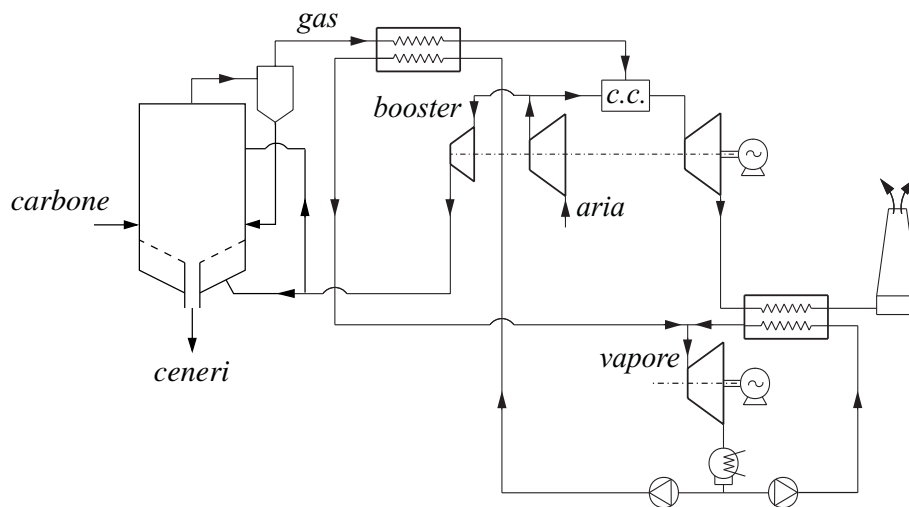 gas
booster
c.c.
carbone
aria
ceneri
vapore